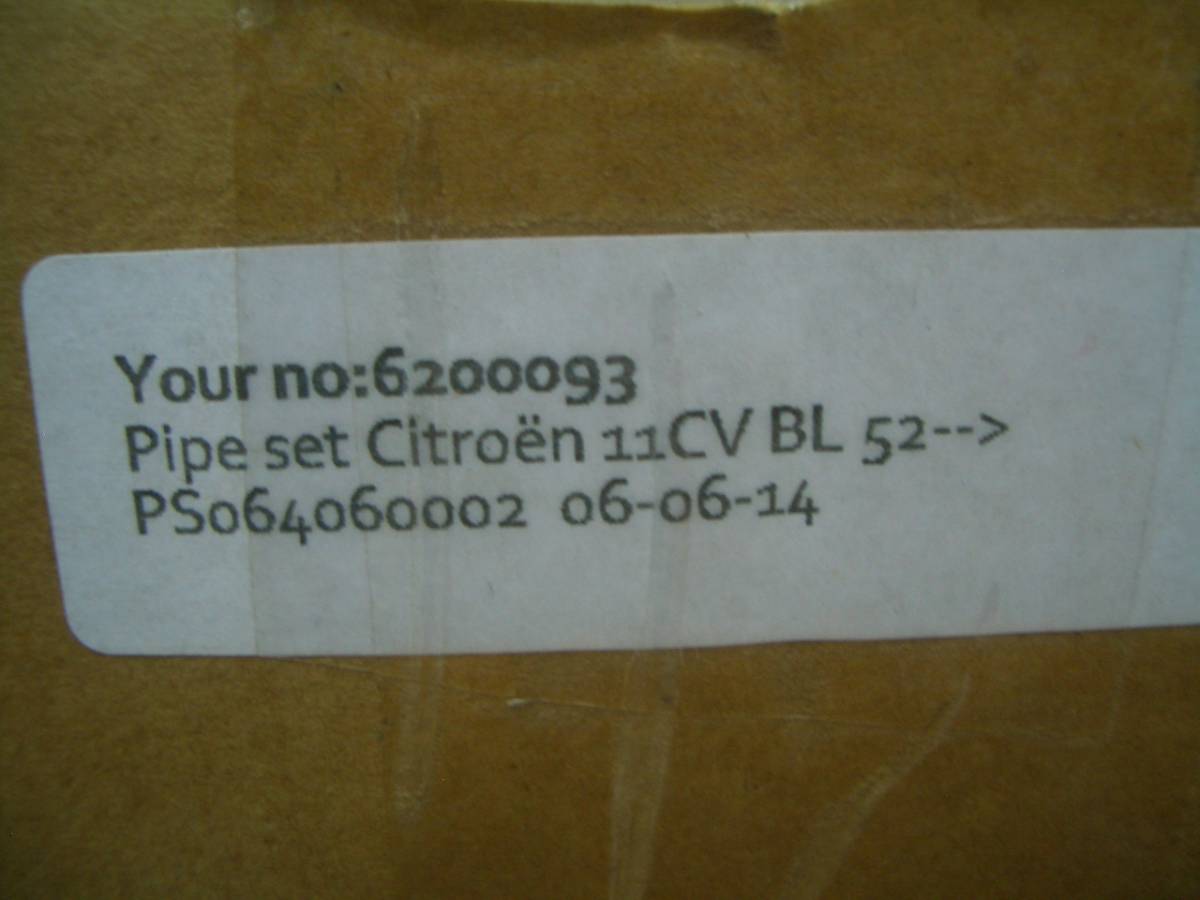 Your no:6200093
Pipe set Citroën 11CV BL 52-->
PS064060002 06-06-14